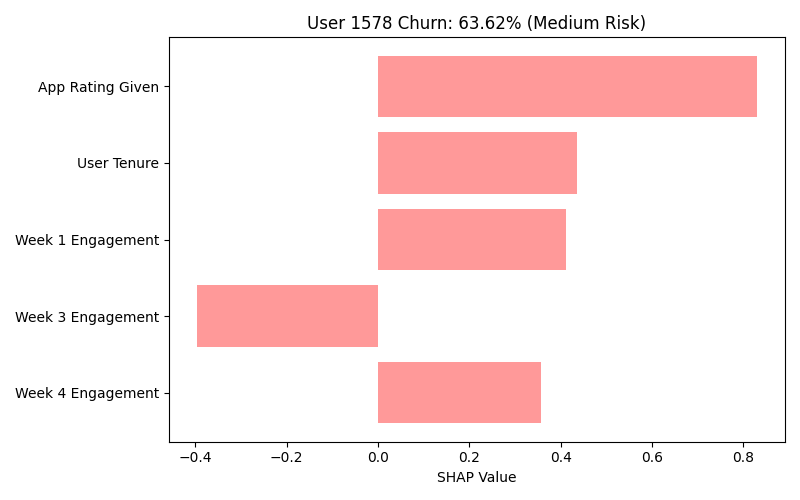 User 1578 Churn: 63.62% (Medium Risk)
App Rating Given
User Tenure
Week 1 Engagement
Week 3 Engagement
Week 4 Engagement
−0.4 −0.2 0.0 0.2 0.4 0.6 0.8
SHAP Value